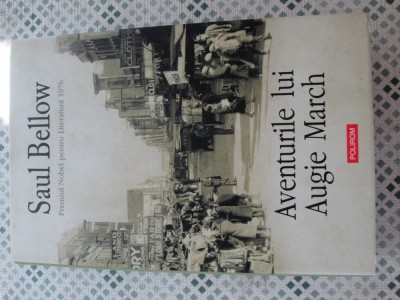 Saul Bellow
Premiul Nobel pentru Literatură 1976
Aventurile lui
Augie March
POLIROM